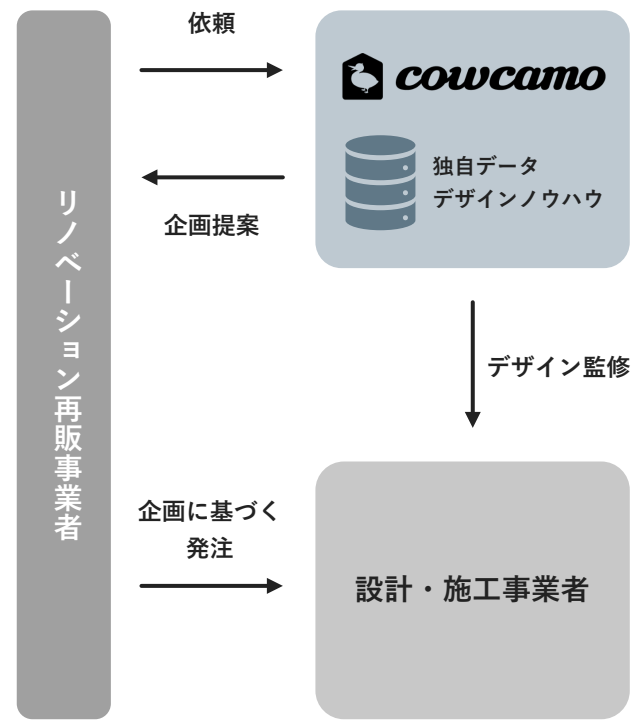 依頼
cowcamo
独自データ
デザインノウハウ
企画提案
リノベーション再販事業者
デザイン監修
企画に基づく
発注
設計・施工事業者